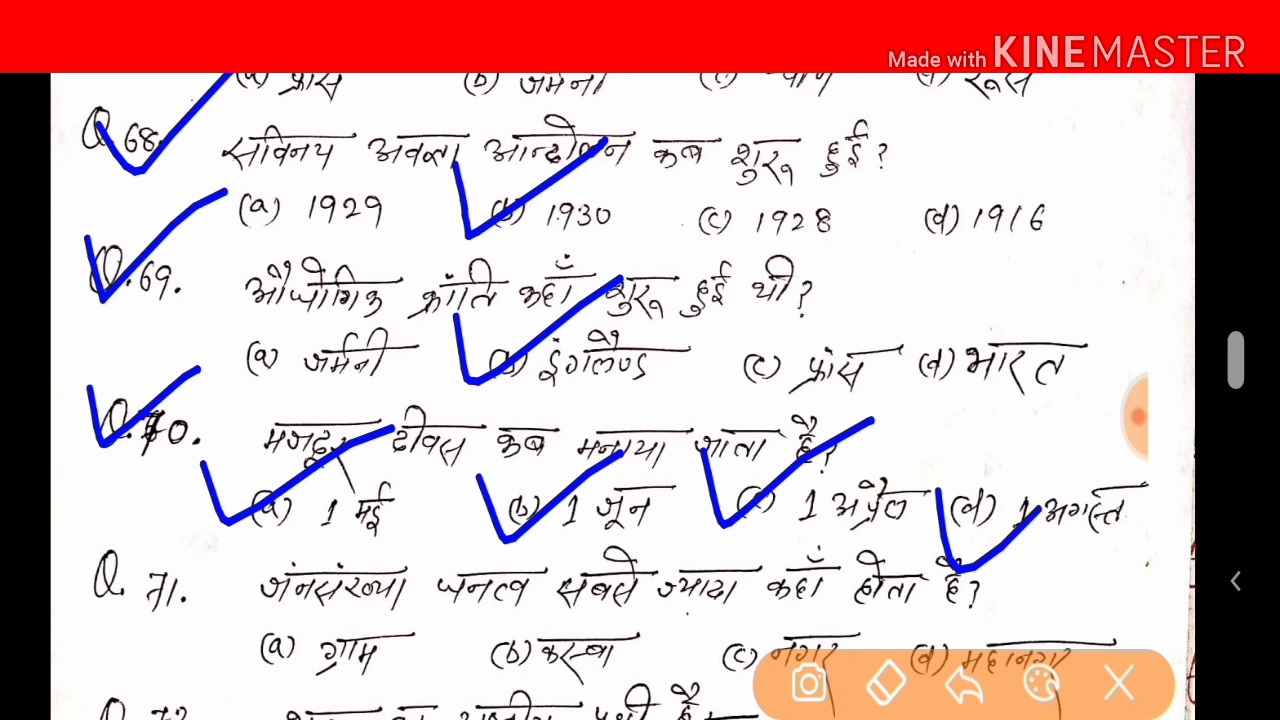 Made with KINEMASTER
(a) फ्रांस (b) जर्मनी (c) (d) रूस
Q.68. सविनय अवज्ञा आन्दोलन कब शुरू हुई?
(a) 1929 (b) 1930 (c) 1928 (d) 1916
Q.69. औद्योगिक क्रांति कहाँ शुरू हुई थी?
(a) जर्मनी (b) इंगलैण्ड (c) फ्रांस (d) भारत
Q.70. मजदूर दीवस कब मनाया जाता है?
(a) 1 मई (b) 1 जून (c) 1 अप्रैल (d) 1 अगस्त
Q. 71. जनसंख्या घनत्व सबसे ज्यादा कहाँ होता है?
(a) ग्राम (b) कस्बा (c) नगर (d) महानगर